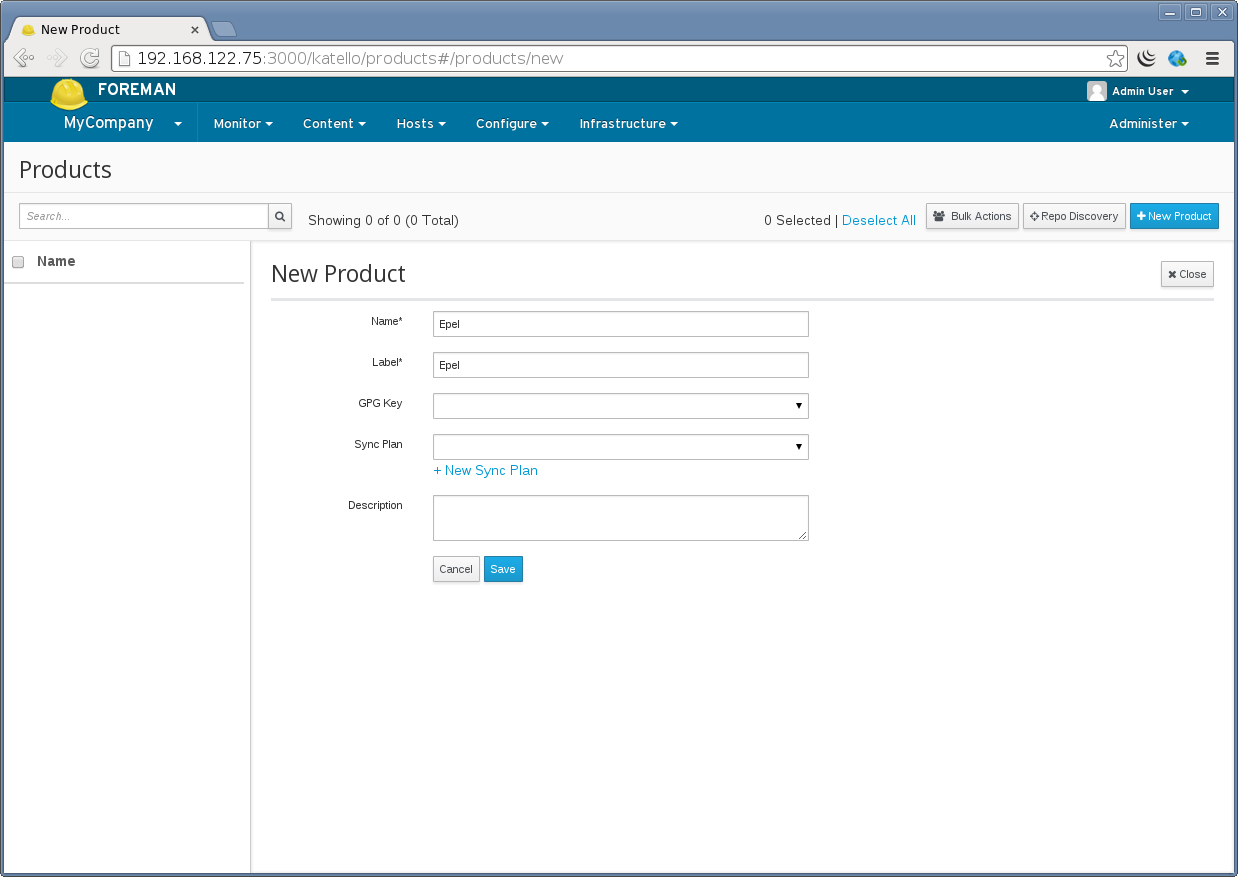 New Product
192.168.122.75:3000/katello/products#/products/new
FOREMAN
Admin User
MyCompany Monitor Content Hosts Configure Infrastructure Administer
Products
Search... Showing 0 of 0 (0 Total) 0 Selected | Deselect All Bulk Actions Repo Discovery New Product
Name
New Product Close
Name* Epel
Label* Epel
GPG Key
Sync Plan
+ New Sync Plan
Description
Cancel Save